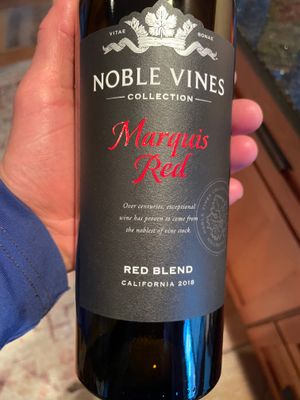 VITAE BONAE
NOBLE VINES
COLLECTION
Marquis
Red
Over centuries, exceptional
wine has proven to come from
the noblest of vine stock.
RED BLEND
CALIFORNIA 2018